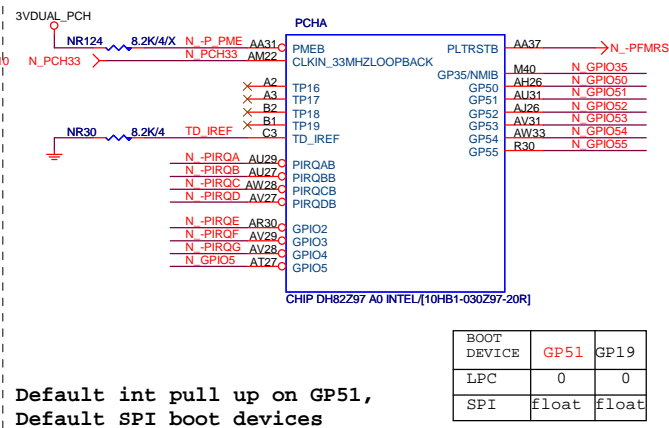 3VDUAL_PCH
PCHA
NR124 8.2K/4/X N_-P_PME AA31 PMEB PLTRSTB AA37 N_-PFMRS
N_PCH33 N_PCH33 AM22 CLKIN_33MHZLOOPBACK
GP35/NMIB M40 N_GPIO35
A2 TP16 GP50 AH26 N_GPIO50
A3 TP17 GP51 AU31 N_GPIO51
B2 TP18 GP52 AJ26 N_GPIO52
B1 TP19 GP53 AV31 N_GPIO53
NR30 8.2K/4 TD_IREF C3 TD_IREF GP54 AW33 N_GPIO54
GP55 R30 N_GPIO55
N_-PIRQA AU29 PIRQAB
N_-PIRQB AU27 PIRQBB
N_-PIRQC AW28 PIRQCB
N_-PIRQD AV27 PIRQDB
N_-PIRQE AR30 GPIO2
N_-PIRQF AV29 GPIO3
N_-PIRQG AV28 GPIO4
N_GPIO5 AT27 GPIO5
CHIP DH82Z97 A0 INTEL/[10HB1-030Z97-20R]
BOOT
DEVICE GP51 GP19
LPC 0 0
SPI float float
Default int pull up on GP51,
Default SPI boot devices